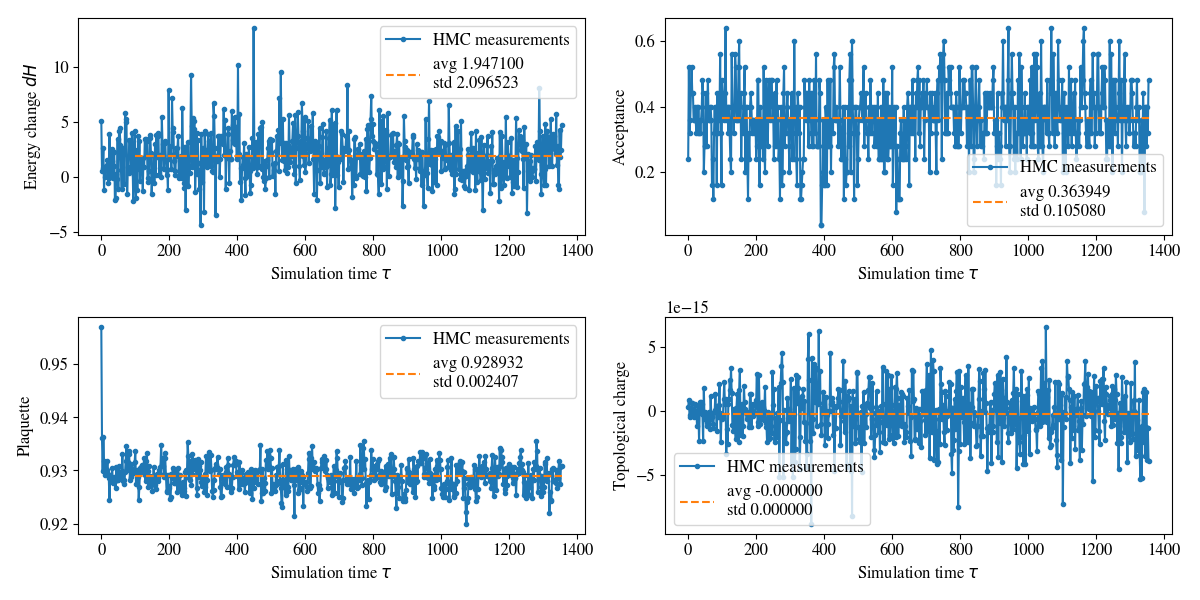 Energy change dH
10
5
0
−5
0 200 400 600 800 1000 1200 1400
Simulation time τ
HMC measurements
avg 1.947100
std 2.096523
Acceptance
0.6
0.4
0.2
0 200 400 600 800 1000 1200 1400
Simulation time τ
HMC measurements
avg 0.363949
std 0.105080
Plaquette
0.95
0.94
0.93
0.92
0 200 400 600 800 1000 1200 1400
Simulation time τ
HMC measurements
avg 0.928932
std 0.002407
1e−15
Topological charge
5
0
−5
0 200 400 600 800 1000 1200 1400
Simulation time τ
HMC measurements
avg -0.000000
std 0.000000